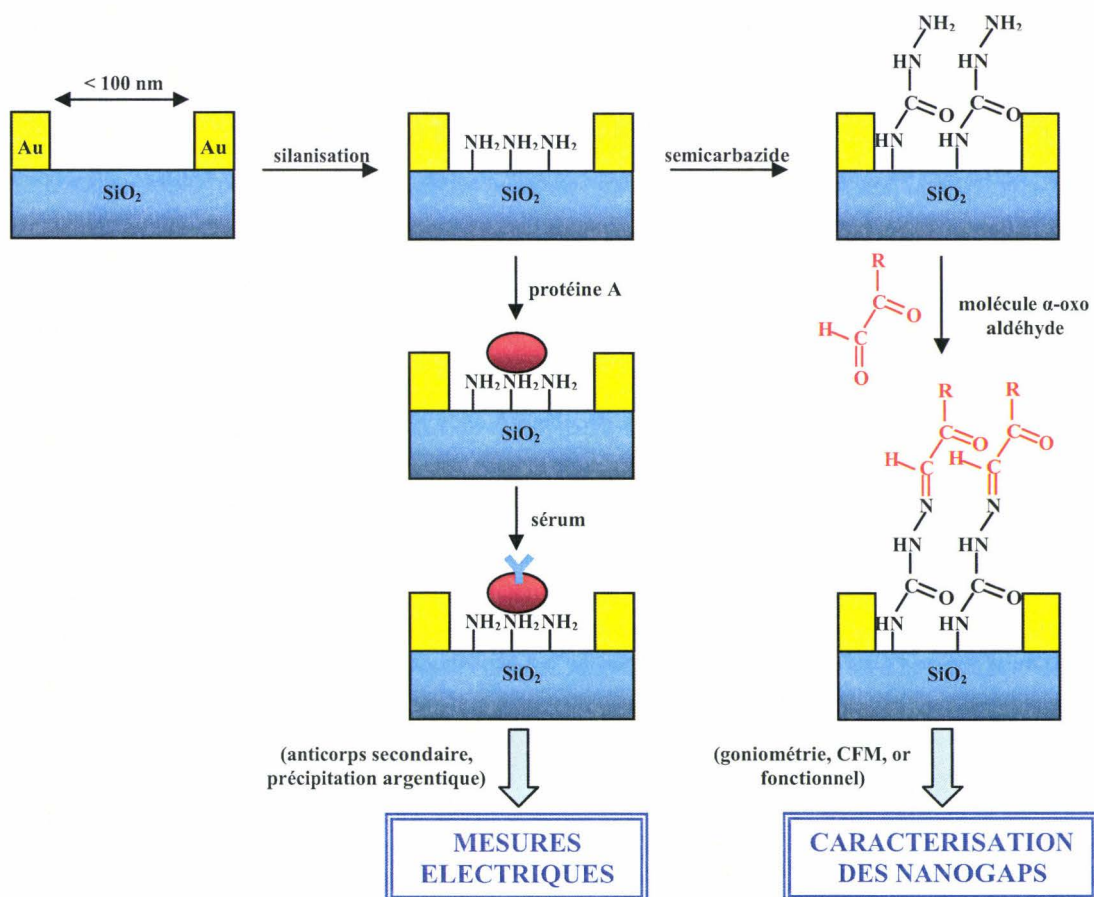 < 100 nm
Au
Au
SiO₂
silanisation
NH₂ NH₂ NH₂
SiO₂
semicarbazide
NH₂ NH₂
HN HN
C O C O
HN HN
SiO₂
protéine A
NH₂ NH₂ NH₂
SiO₂
R
C O
H C
O
molécule α-oxo
aldéhyde
sérum
NH₂ NH₂ NH₂
SiO₂
R R
C O C O
H C H C
N N
HN HN
C O C O
HN HN
SiO₂
(anticorps secondaire,
précipitation argentique)
(goniométrie, CFM, or
fonctionnel)
MESURES
ELECTRIQUES
CARACTERISATION
DES NANOGAPS